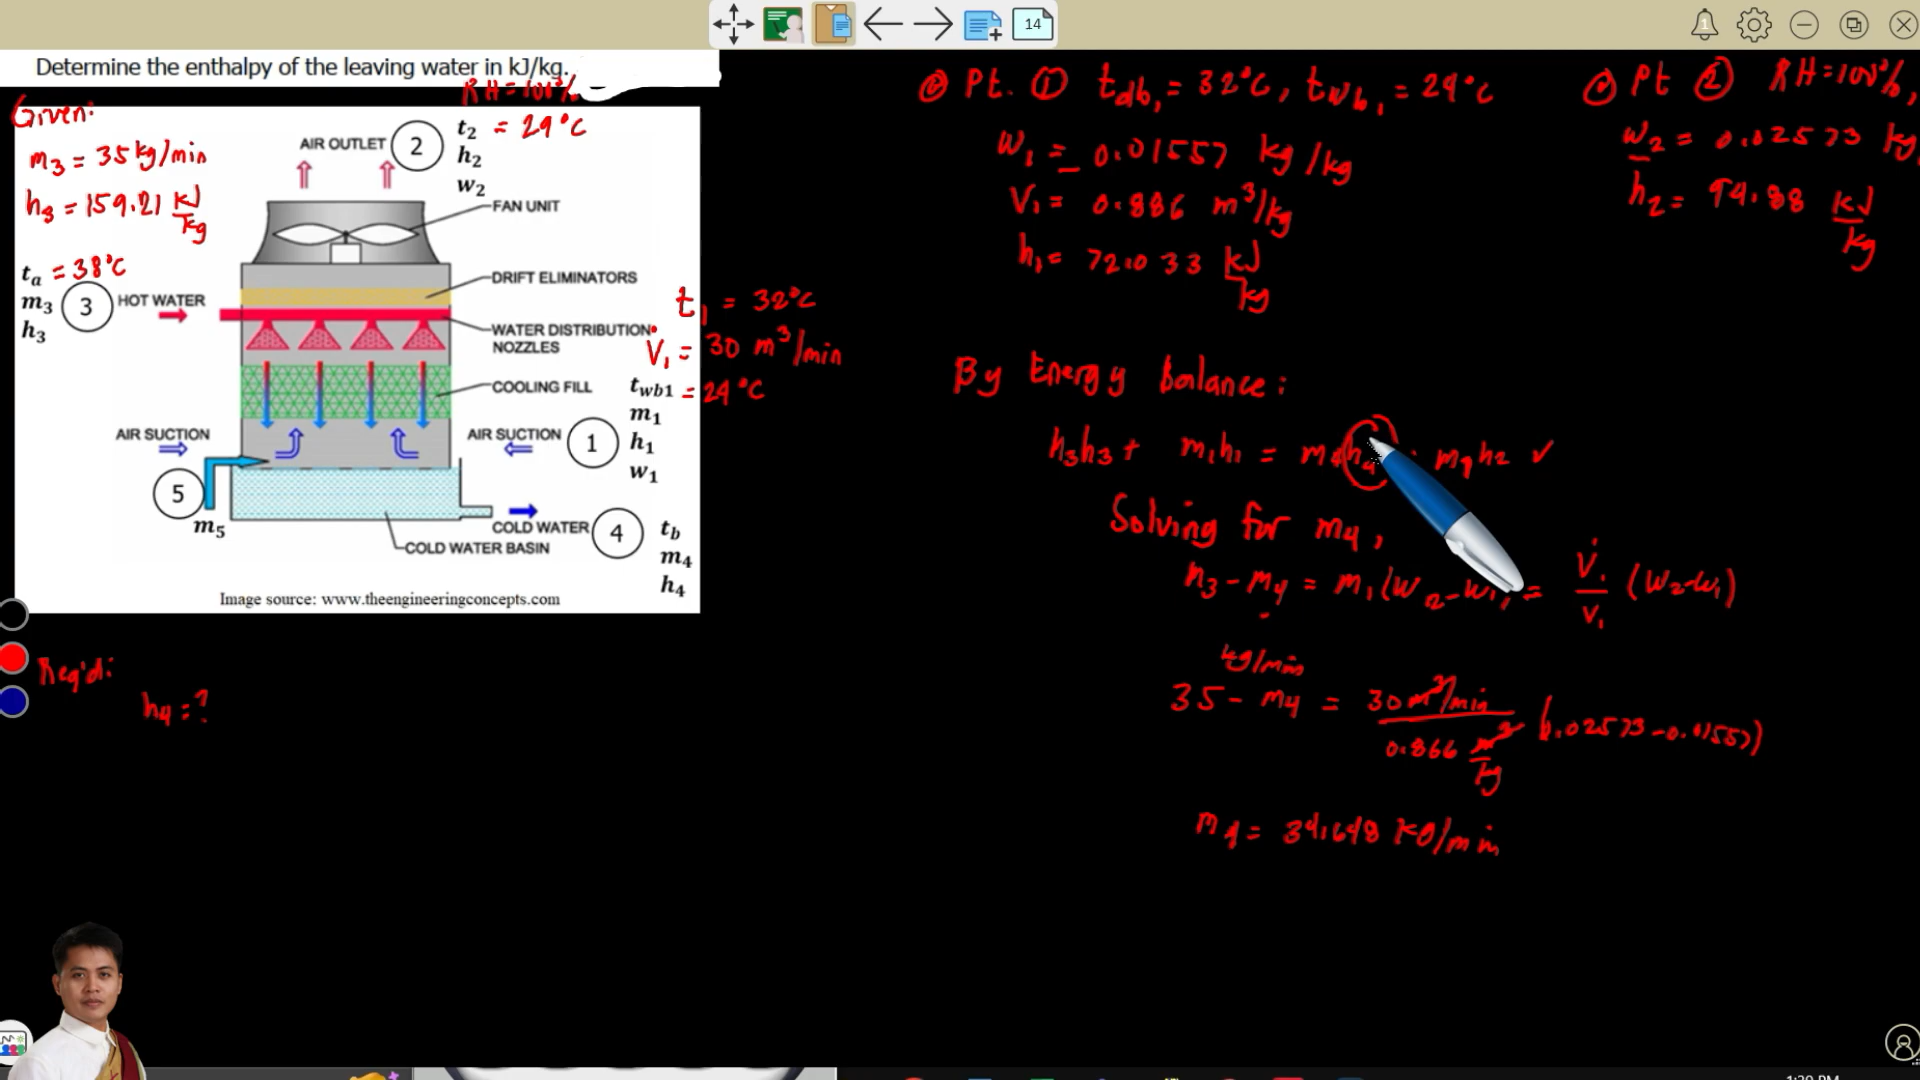 14
Determine the enthalpy of the leaving water in kJ/kg.
Given:
m3 = 35 kg/min
h3 = 159.21 kJ/kg
RH = 100%
AIR OUTLET
2
t2 = 29°C
h2
w2
FAN UNIT
DRIFT ELIMINATORS
ta = 38°C
m3
h3
3
HOT WATER
WATER DISTRIBUTION
NOZZLES
t1 = 32°C
V̇1 = 30 m³/min
COOLING FILL
twb1 = 24°C
m1
h1
w1
AIR SUCTION
AIR SUCTION
1
5
m5
COLD WATER
4
tb
m4
h4
COLD WATER BASIN
Image source: www.theengineeringconcepts.com
Req'd:
h4 = ?
@ Pt. ① tdb1 = 32°C, twb1 = 24°C
w1 = 0.01557 kg/kg
v1 = 0.886 m³/kg
h1 = 72.033 kJ/kg
@ Pt ② RH = 100%,
w2 = 0.02573 kg
h2 = 94.88 kJ/kg
By Energy Balance:
h3h3 + m1h1 = m4h4 + m1h2 ✓
Solving for m4,
m3 - m4 = m1(w2-w1) = V̇1/v1 (w2-w1)
kg/min
35 - m4 = 30 m³/min / 0.866 m³/kg (0.02573 - 0.01557)
m4 = 34.648 kg/min